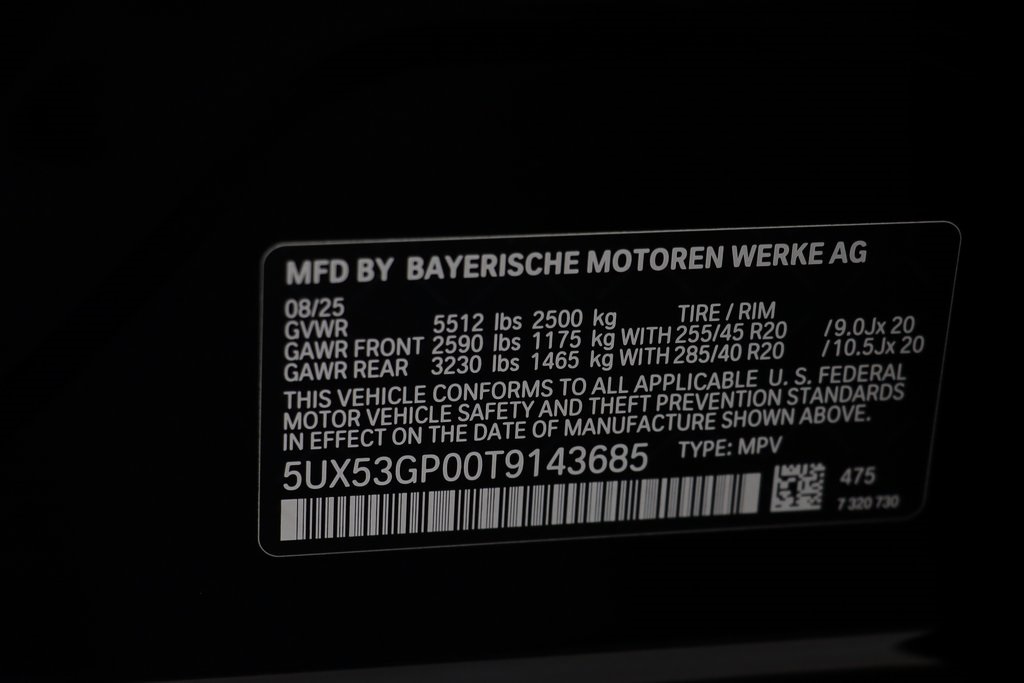 MFD BY BAYERISCHE MOTOREN WERKE AG
08/25
TIRE / RIM
GVWR 5512 lbs 2500 kg
GAWR FRONT 2590 lbs 1175 kg WITH 255/45 R20 /9.0Jx 20
GAWR REAR 3230 lbs 1465 kg WITH 285/40 R20 /10.5Jx 20
THIS VEHICLE CONFORMS TO ALL APPLICABLE U. S. FEDERAL
MOTOR VEHICLE SAFETY AND THEFT PREVENTION STANDARDS
IN EFFECT ON THE DATE OF MANUFACTURE SHOWN ABOVE.
5UX53GP00T9143685 TYPE: MPV
475
7 320 730